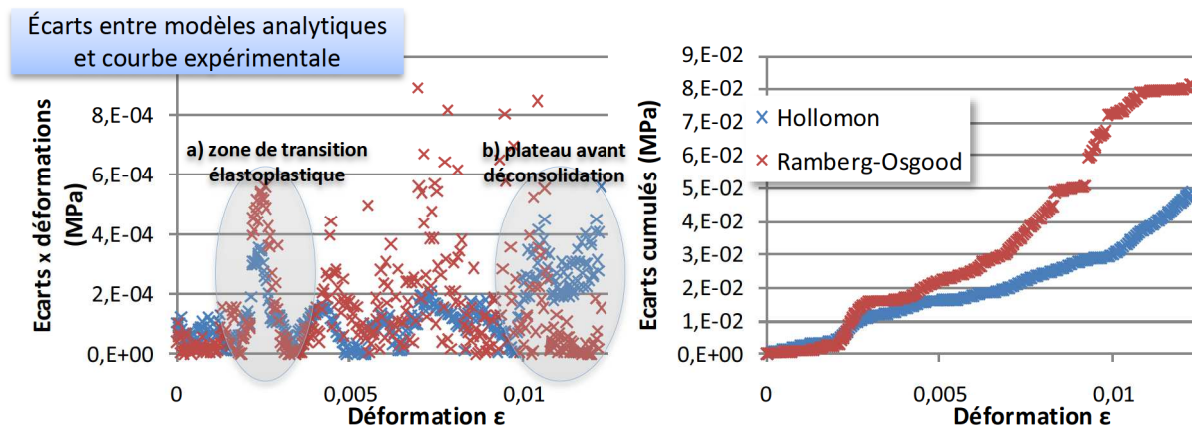 Écarts entre modèles analytiques
et courbe expérimentale
Ecarts x déformations
(MPa)
8,E-04
6,E-04
4,E-04
2,E-04
0,E+00
a) zone de transition
élastoplastique
b) plateau avant
déconsolidation
0
0,005
0,01
Déformation ε
Ecarts cumulés (MPa)
9,E-02
8,E-02
7,E-02
6,E-02
5,E-02
4,E-02
3,E-02
2,E-02
1,E-02
0,E+00
Hollomon
Ramberg-Osgood
0
0,005
0,01
Déformation ε